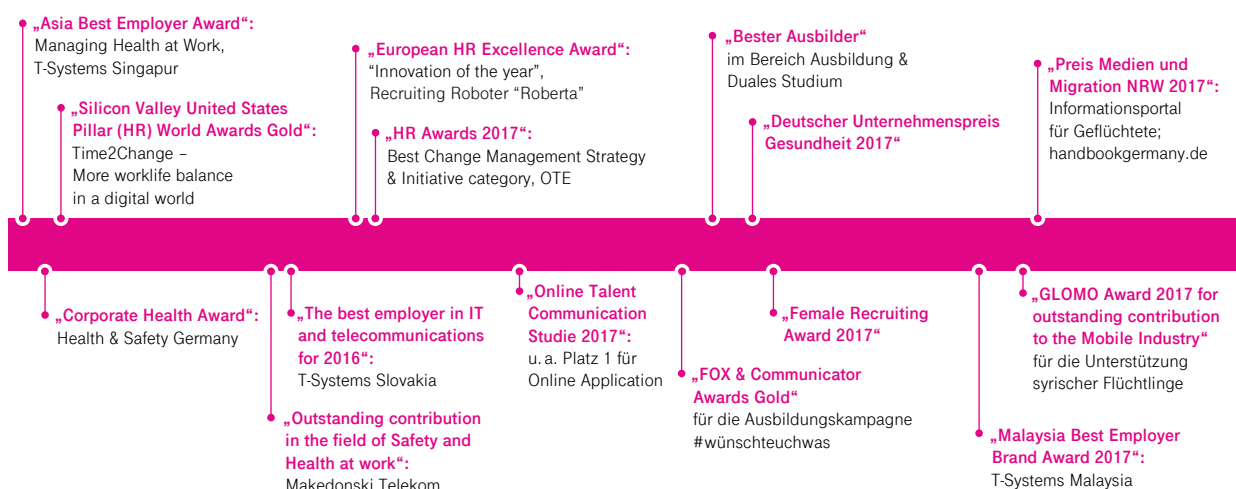 „Asia Best Employer Award“:
Managing Health at Work,
T-Systems Singapur
„Silicon Valley United States
Pillar (HR) World Awards Gold“:
Time2Change –
More worklife balance
in a digital world
„European HR Excellence Award“:
“Innovation of the year”,
Recruiting Roboter “Roberta”
„HR Awards 2017“:
Best Change Management Strategy
& Initiative category, OTE
„Bester Ausbilder“
im Bereich Ausbildung &
Duales Studium
„Deutscher Unternehmenspreis
Gesundheit 2017“
„Preis Medien und
Migration NRW 2017“:
Informationsportal
für Geflüchtete;
handbookgermany.de
„Corporate Health Award“:
Health & Safety Germany
„Outstanding contribution
in the field of Safety and
Health at work“:
Makedonski Telekom
„The best employer in IT
and telecommunications
for 2016“:
T-Systems Slovakia
„Online Talent
Communication
Studie 2017“:
u. a. Platz 1 für
Online Application
„FOX & Communicator
Awards Gold“
für die Ausbildungskampagne
#wünschteuchwas
„Female Recruiting
Award 2017“
„Malaysia Best Employer
Brand Award 2017“:
T-Systems Malaysia
„GLOMO Award 2017 for
outstanding contribution
to the Mobile Industry“
für die Unterstützung
syrischer Flüchtlinge